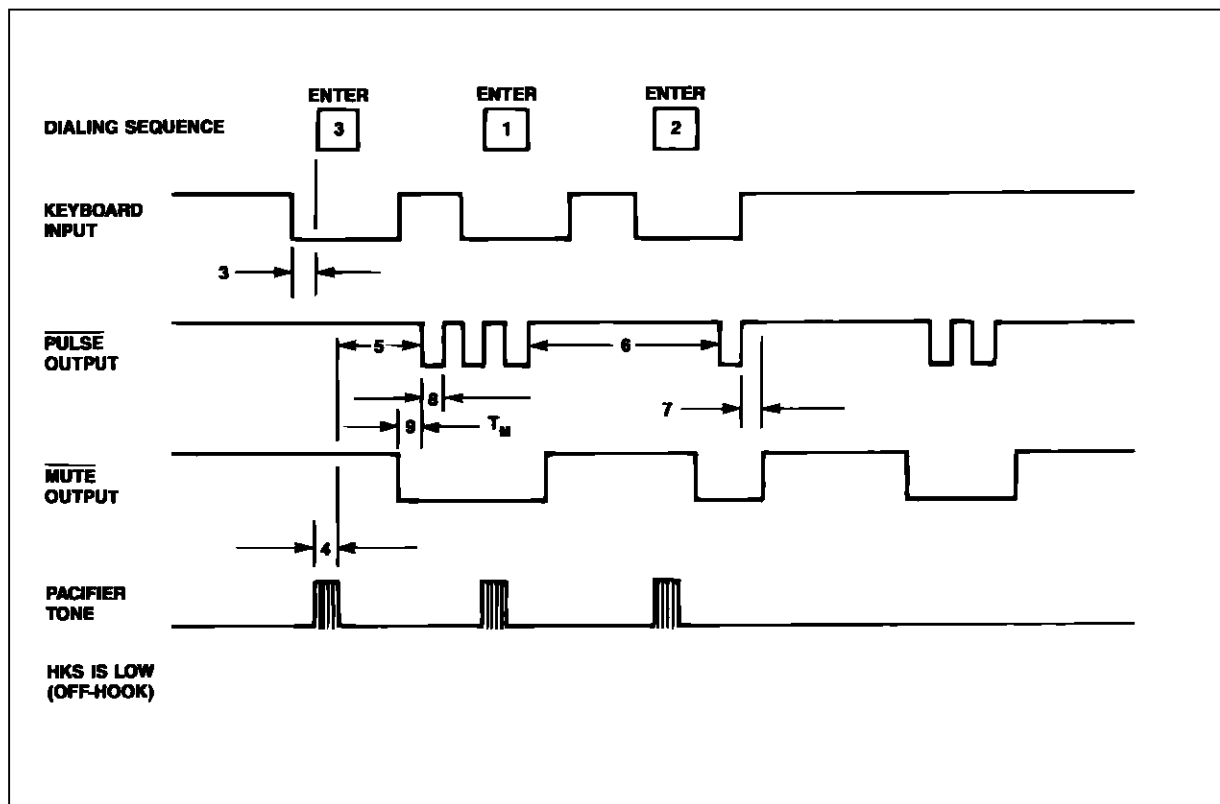 ENTER ENTER ENTER
DIALING SEQUENCE 3 1 2
KEYBOARD
INPUT
3
PULSE
OUTPUT
5 6
8 7
9 TM
MUTE
OUTPUT
4
PACIFIER
TONE
HKS IS LOW
(OFF-HOOK)